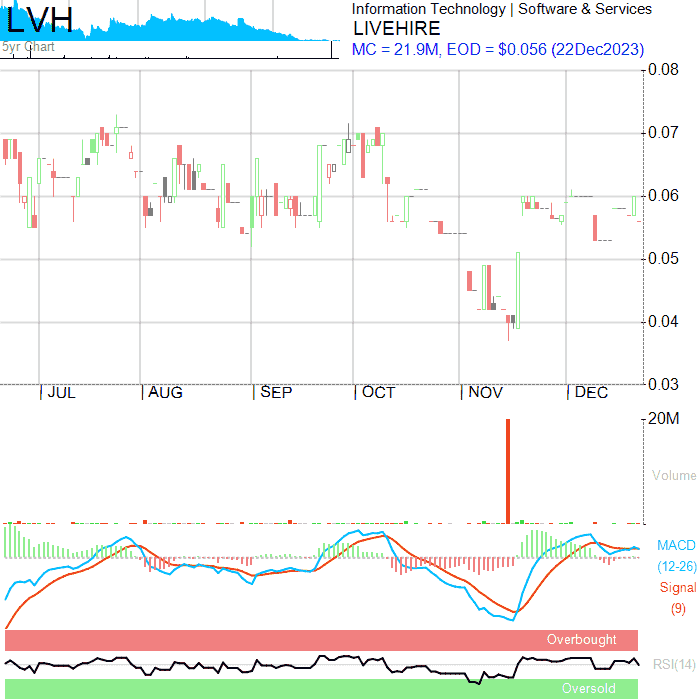 LVH
5yr Chart
Information Technology | Software & Services
LIVEHIRE
MC = 21.9M, EOD = $0.056 (22Dec2023)
0.08
0.07
0.06
0.05
0.04
0.03
JUL
AUG
SEP
OCT
NOV
DEC
20M
Volume
MACD
(12-26)
Signal
(9)
Overbought
RSI(14)
Oversold